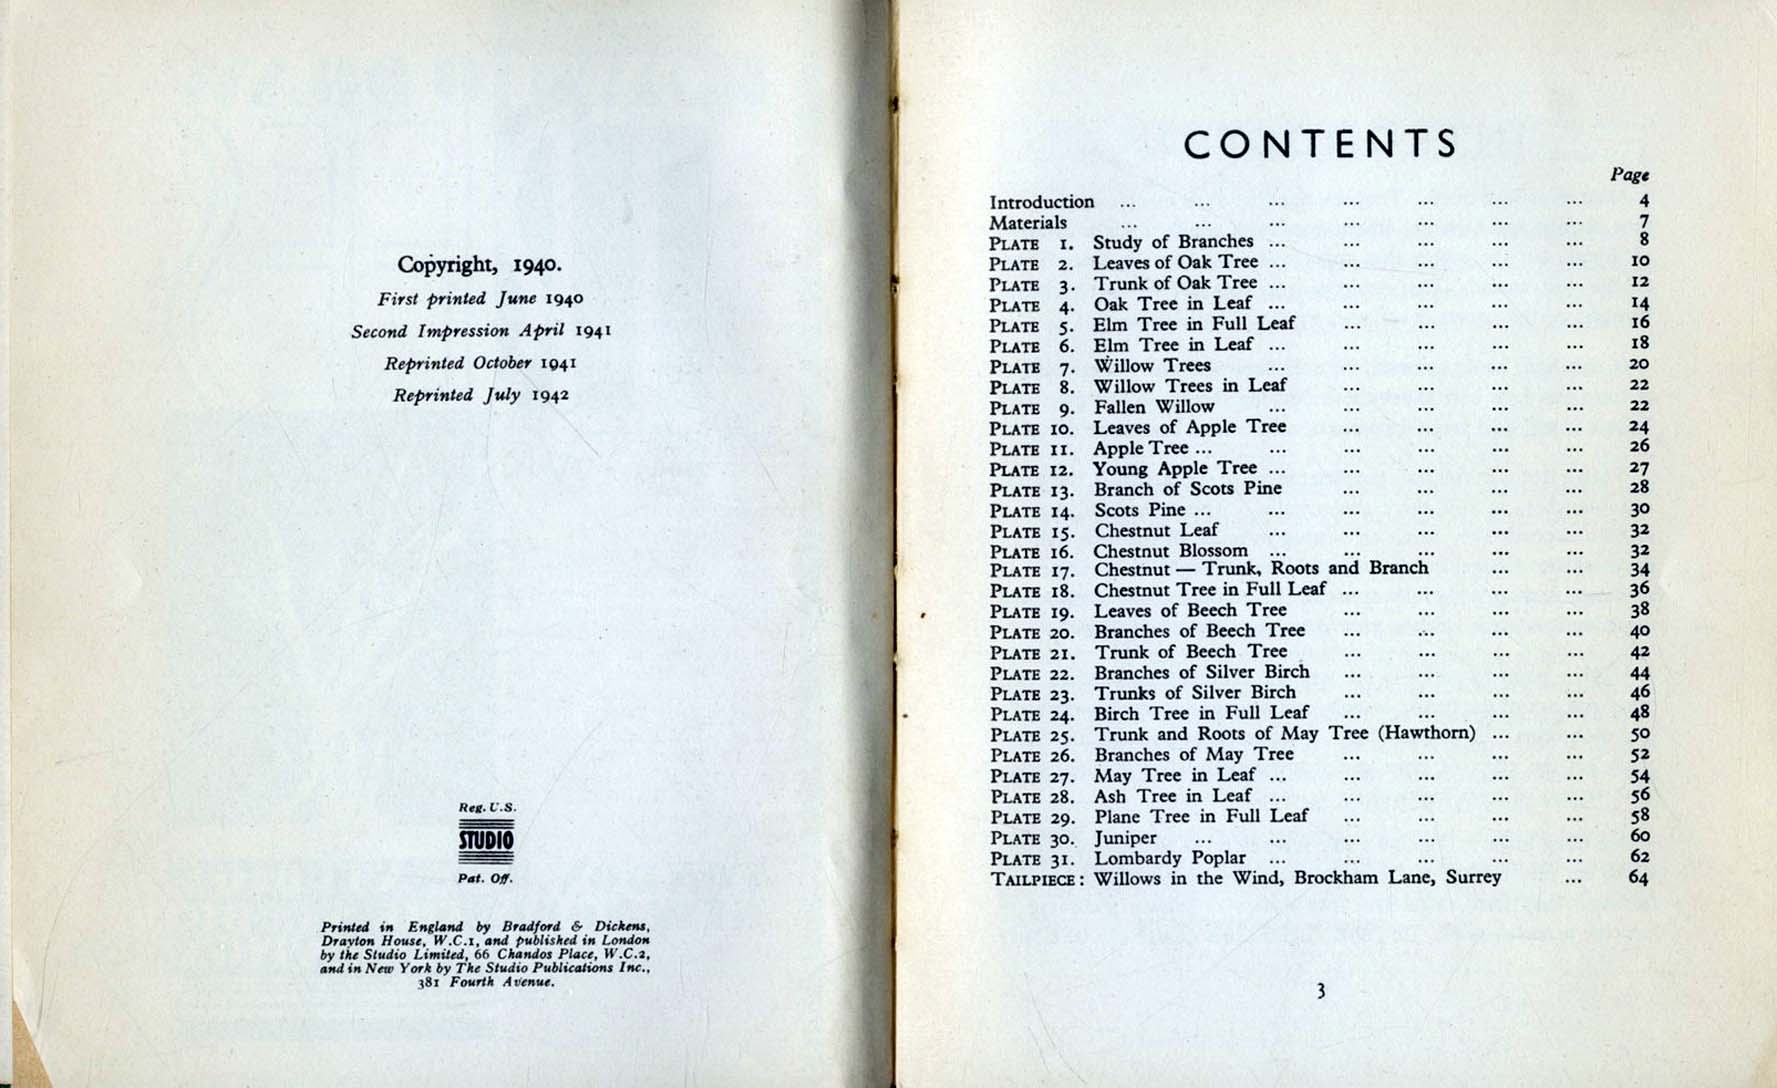 Copyright, 1940.
First printed June 1940
Second Impression April 1941
Reprinted October 1941
Reprinted July 1942
Reg. U.S.
STUDIO
Pat. Off.
Printed in England by Bradford & Dickens,
Drayton House, W.C.1, and published in London
by the Studio Limited, 66 Chandos Place, W.C.2,
and in New York by The Studio Publications Inc.,
381 Fourth Avenue.
CONTENTS
Page
Introduction ... ... ... ... ... ... ... 4
Materials ... ... ... ... ... ... ... 7
PLATE 1. Study of Branches ... ... ... ... ... 8
PLATE 2. Leaves of Oak Tree ... ... ... ... ... 10
PLATE 3. Trunk of Oak Tree ... ... ... ... ... 12
PLATE 4. Oak Tree in Leaf ... ... ... ... ... 14
PLATE 5. Elm Tree in Full Leaf ... ... ... ... 16
PLATE 6. Elm Tree in Leaf ... ... ... ... ... 18
PLATE 7. Willow Trees ... ... ... ... ... 20
PLATE 8. Willow Trees in Leaf ... ... ... ... 22
PLATE 9. Fallen Willow ... ... ... ... ... 22
PLATE 10. Leaves of Apple Tree ... ... ... ... 24
PLATE 11. Apple Tree ... ... ... ... ... ... 26
PLATE 12. Young Apple Tree ... ... ... ... ... 27
PLATE 13. Branch of Scots Pine ... ... ... ... 28
PLATE 14. Scots Pine ... ... ... ... ... ... 30
PLATE 15. Chestnut Leaf ... ... ... ... ... 32
PLATE 16. Chestnut Blossom ... ... ... ... ... 32
PLATE 17. Chestnut — Trunk, Roots and Branch ... ... 34
PLATE 18. Chestnut Tree in Full Leaf ... ... ... ... 36
PLATE 19. Leaves of Beech Tree ... ... ... ... 38
PLATE 20. Branches of Beech Tree ... ... ... ... 40
PLATE 21. Trunk of Beech Tree ... ... ... ... 42
PLATE 22. Branches of Silver Birch ... ... ... ... 44
PLATE 23. Trunks of Silver Birch ... ... ... ... 46
PLATE 24. Birch Tree in Full Leaf ... ... ... ... 48
PLATE 25. Trunk and Roots of May Tree (Hawthorn) ... ... 50
PLATE 26. Branches of May Tree ... ... ... ... 52
PLATE 27. May Tree in Leaf ... ... ... ... ... 54
PLATE 28. Ash Tree in Leaf ... ... ... ... ... 56
PLATE 29. Plane Tree in Full Leaf ... ... ... ... 58
PLATE 30. Juniper ... ... ... ... ... ... 60
PLATE 31. Lombardy Poplar ... ... ... ... ... 62
TAILPIECE: Willows in the Wind, Brockham Lane, Surrey ... 64
3